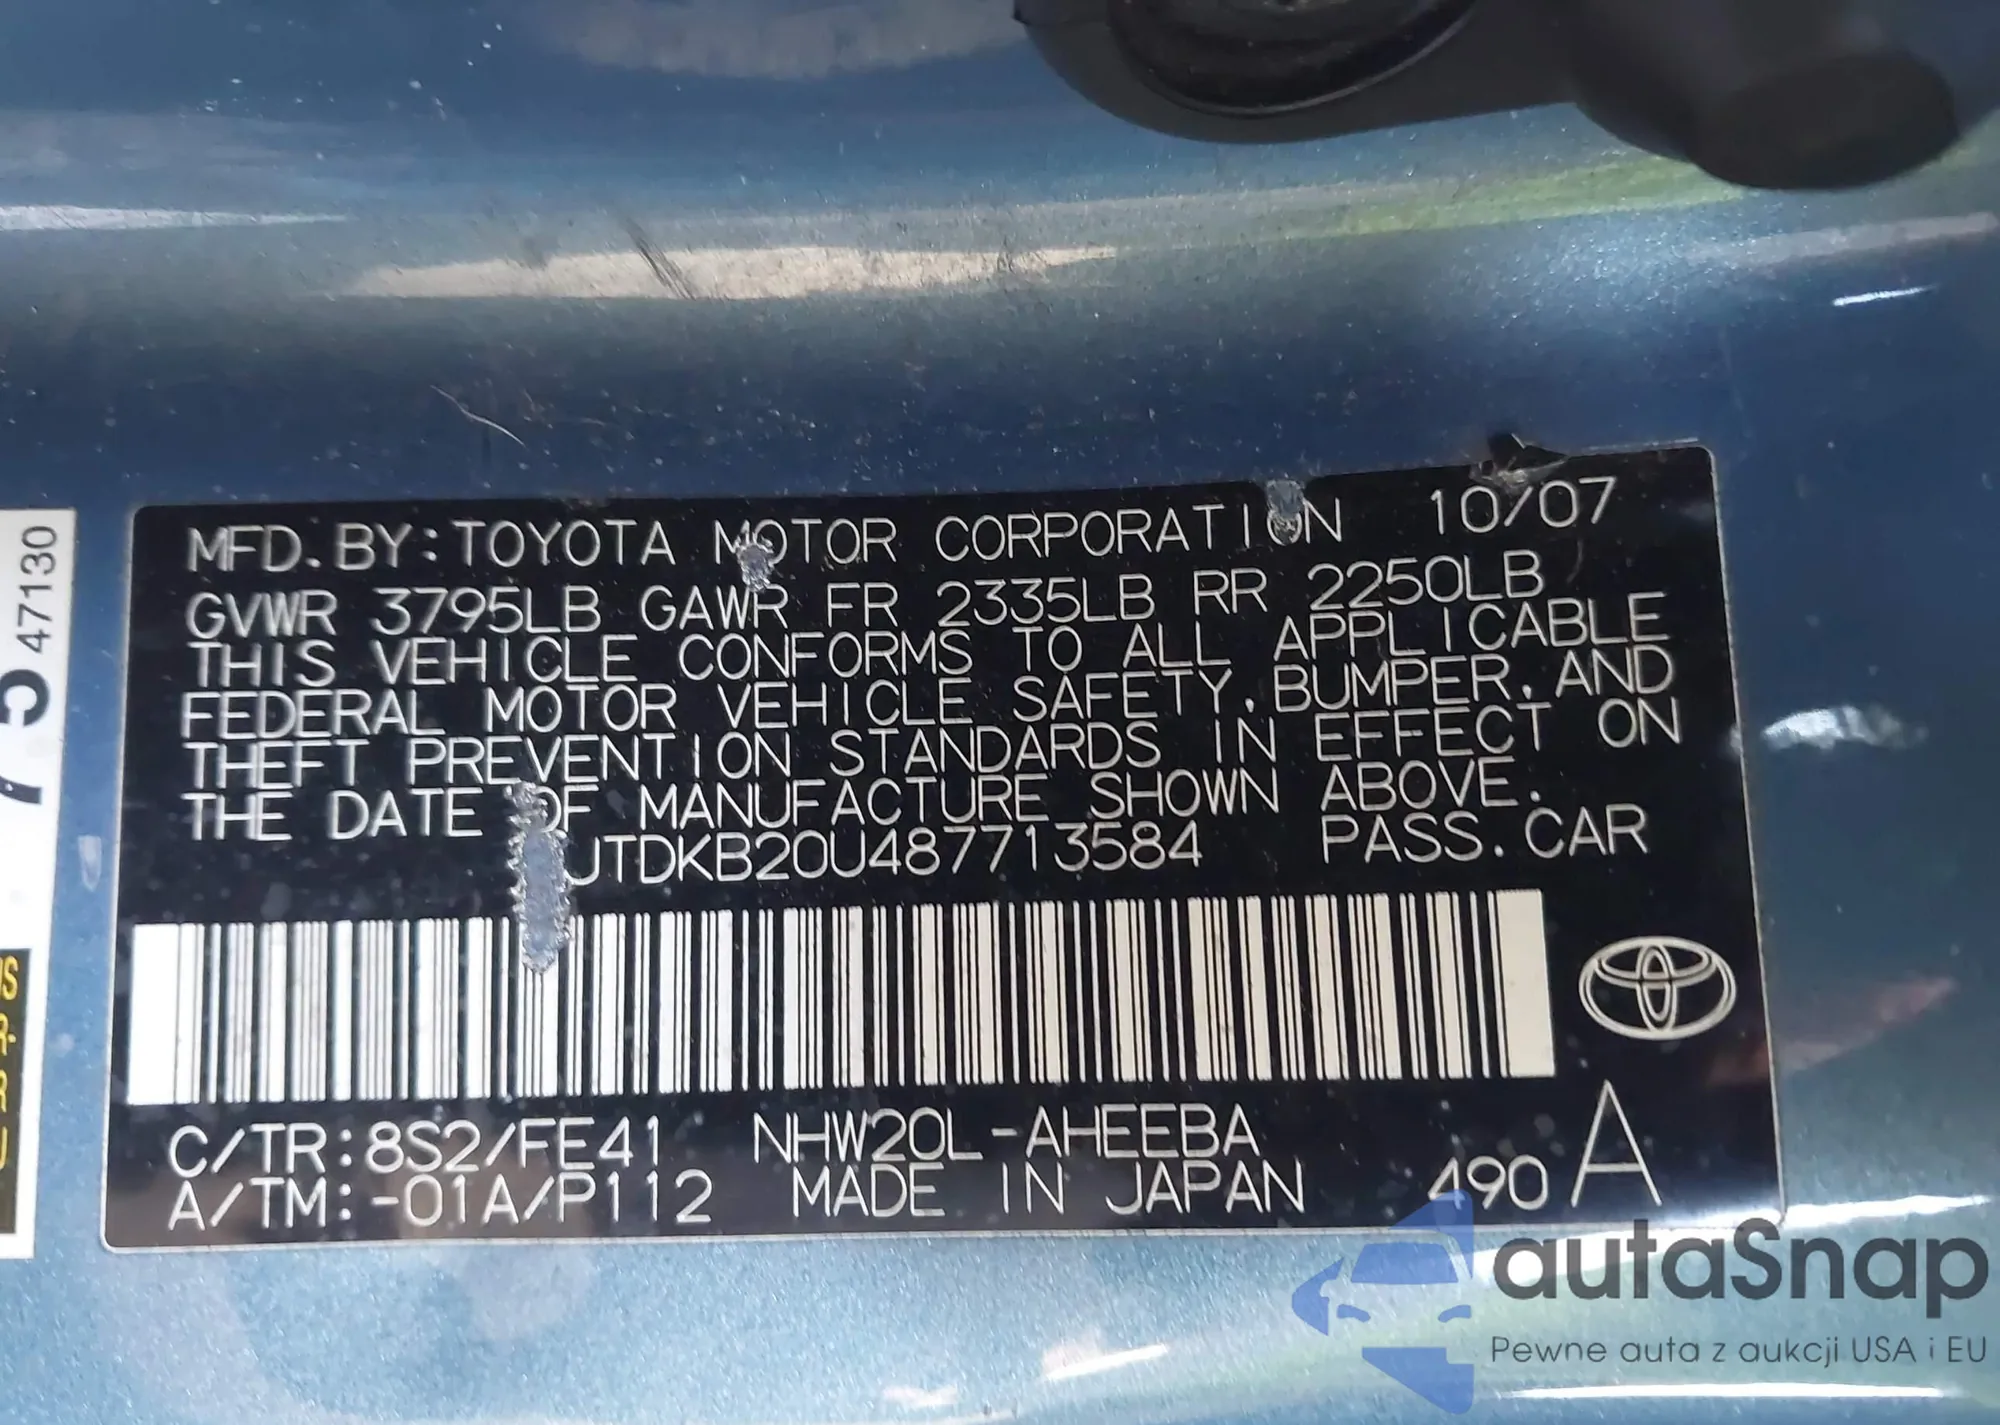 MFD. BY: TOYOTA MOTOR CORPORATION 10/07
GVWR 3795LB GAWR FR 2335LB RR 2250LB
THIS VEHICLE CONFORMS TO ALL APPLICABLE
FEDERAL MOTOR VEHICLE SAFETY, BUMPER, AND
THEFT PREVENTION STANDARDS IN EFFECT ON
THE DATE OF MANUFACTURE SHOWN ABOVE.
JTDKB20U487713584 PASS. CAR
C/TR: 8S2/FE41 NHW20L-AHEEBA
A/TM: -01A/P112 MADE IN JAPAN 490 A
47130
autoSnap
Pewne auta z aukcji USA i EU